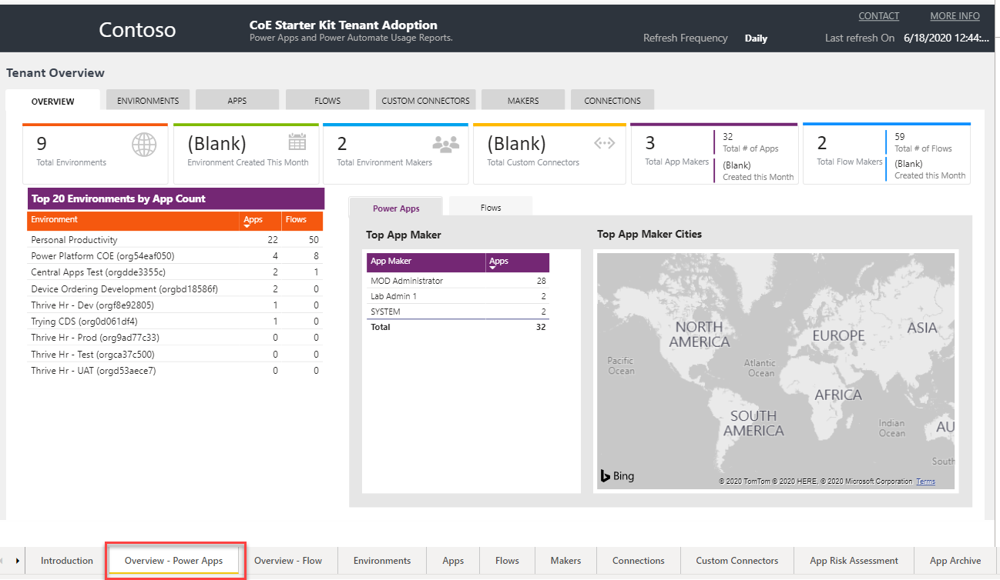 Contoso
CoE Starter Kit Tenant Adoption
Power Apps and Power Automate Usage Reports.
CONTACT MORE INFO
Refresh Frequency Daily Last refresh On 6/18/2020 12:44:...
Tenant Overview
OVERVIEW ENVIRONMENTS APPS FLOWS CUSTOM CONNECTORS MAKERS CONNECTIONS
9
Total Environments
(Blank)
Environment Created This Month
2
Total Environment Makers
(Blank)
Total Custom Connectors
3
Total App Makers
32
Total # of Apps
(Blank)
Created this Month
2
Total Flow Makers
59
Total # of Flows
(Blank)
Created this Month
Top 20 Environments by App Count
Environment Apps Flows
Personal Productivity 22 50
Power Platform COE (org54eaf050) 4 8
Central Apps Test (orgdde3355c) 2 1
Device Ordering Development (orgbd18586f) 2 0
Thrive Hr - Dev (orgf8e92805) 1 0
Trying CDS (org0d061df4) 1 0
Thrive Hr - Prod (org9ad77c33) 0 0
Thrive Hr - Test (orgca37c500) 0 0
Thrive Hr - UAT (orgd53aece7) 0 0
Power Apps Flows
Top App Maker
App Maker Apps
MOD Administrator 28
Lab Admin 1 2
SYSTEM 2
Total 32
Top App Maker Cities
NORTH
AMERICA
EUROPE
ASIA
Pacific
Ocean
Atlantic
Ocean
AFRICA
SOUTH
AMERICA
Indian
Ocean
AU
South
Bing
© 2020 TomTom © 2020 HERE, © 2020 Microsoft Corporation Terms
Introduction Overview - Power Apps Overview - Flow Environments Apps Flows Makers Connections Custom Connectors App Risk Assessment App Archive